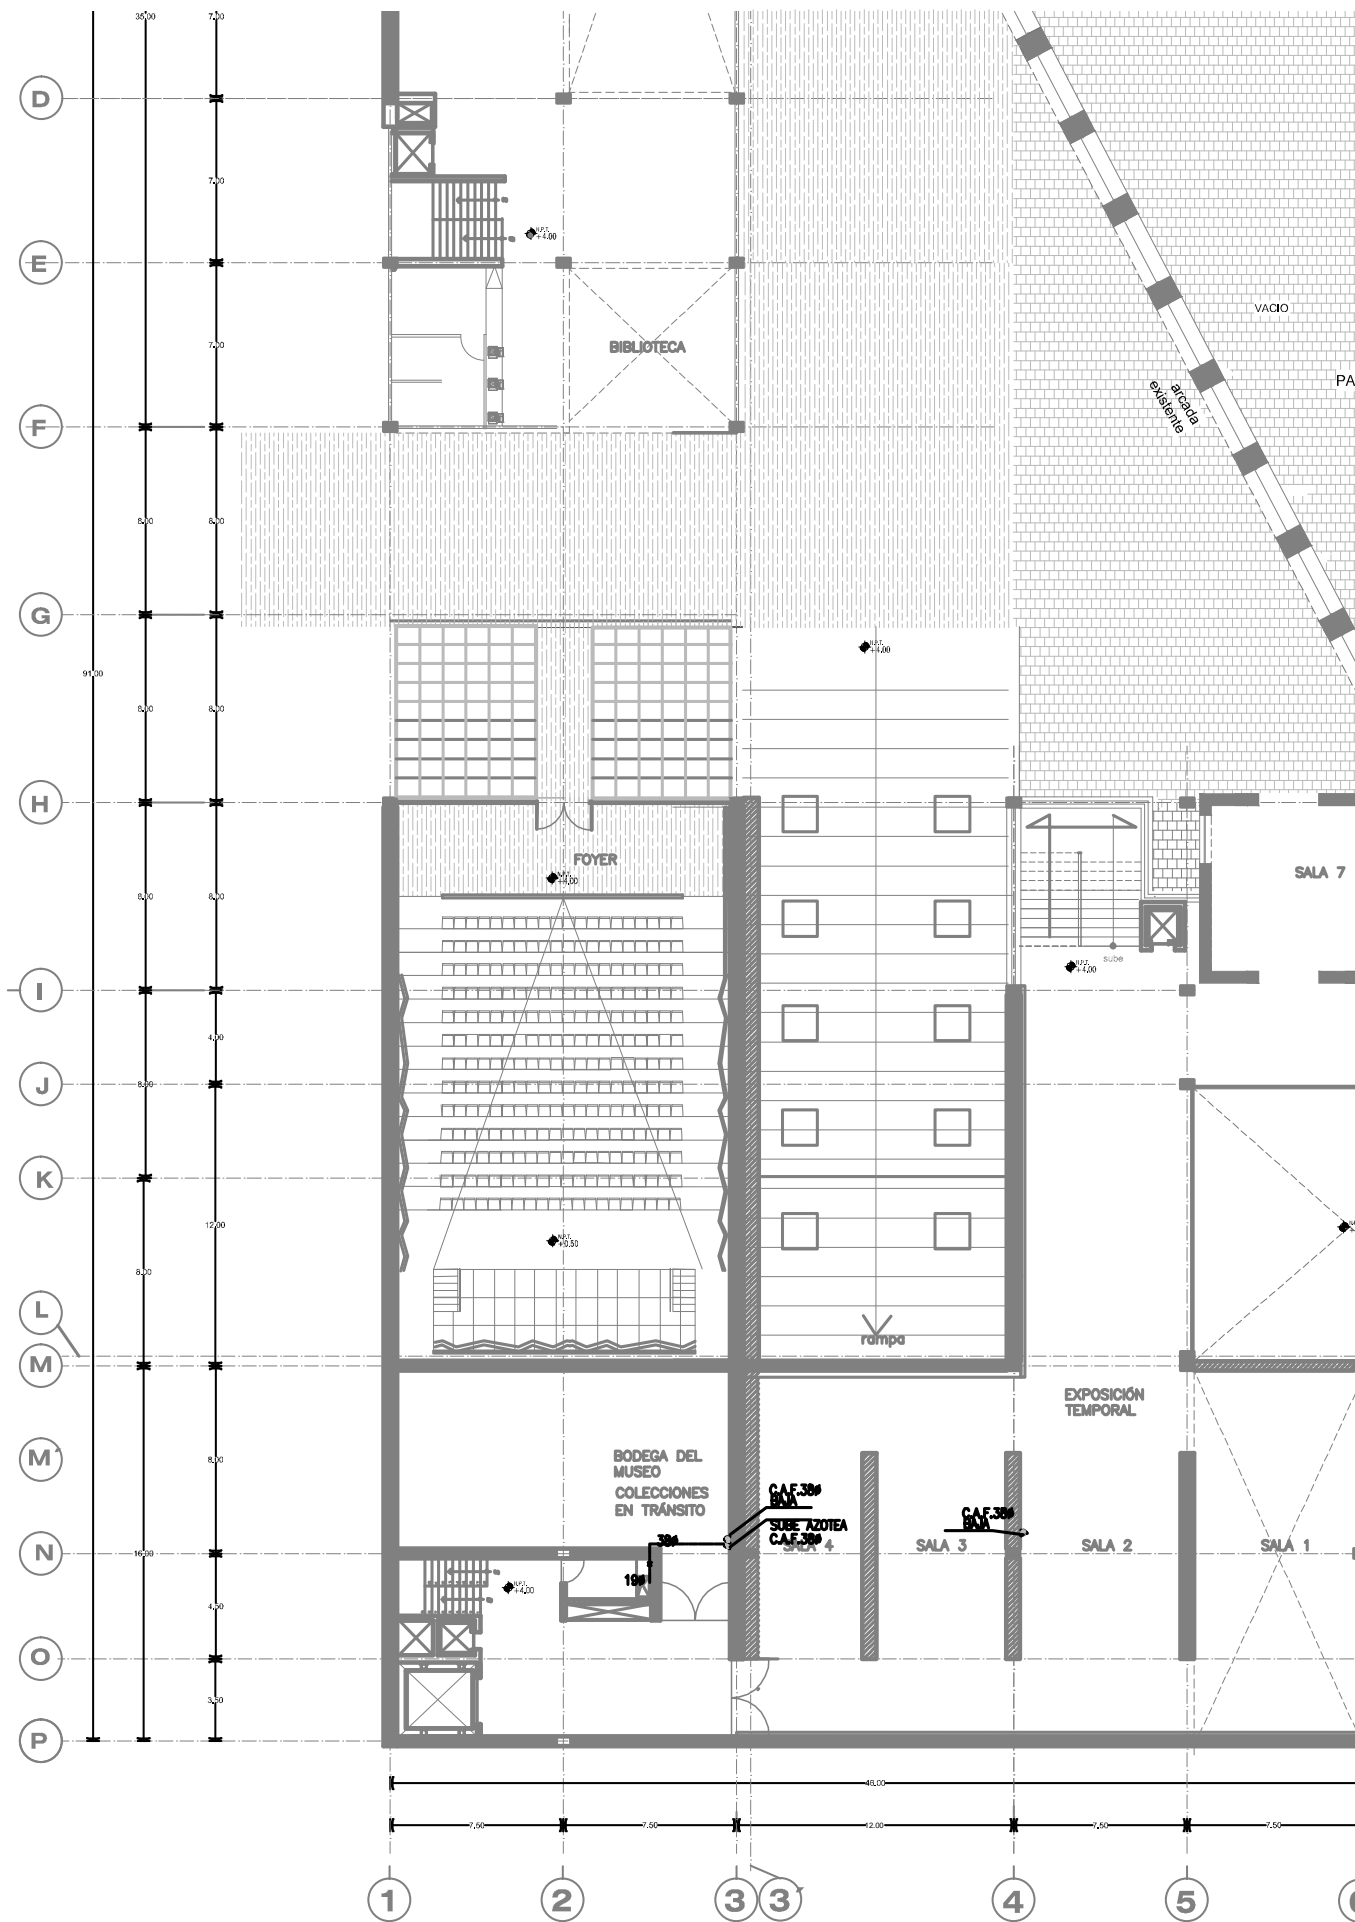 35.00
7.00
D
7.00
N.P.T.
+4.00
E
VACIO
7.00
BIBLIOTECA
PA
arcada
existente
F
8.00
8.00
G
N.P.T.
+4.00
91.00
8.00
8.00
H
FOYER
SALA 7
N.P.T.
+4.00
8.00
8.00
sube
N.P.T.
+4.00
I
4.00
J
8.00
K
12.00
N.P.T.
+0.50
8.00
L
rampa
M
EXPOSICIÓN
TEMPORAL
M´
8.00
BODEGA DEL
MUSEO
COLECCIONES
EN TRÁNSITO
C.A.F.38ø
BAJA
SUBE AZOTEA
C.A.F.38ø
C.A.F.38ø
BAJA
38ø
N
16.00
SALA 4
SALA 3
SALA 2
SALA 1
19ø
N.P.T.
+4.00
4.50
O
3.50
P
46.00
7.50
7.50
12.00
7.50
7.50
1
2
3
3´
4
5